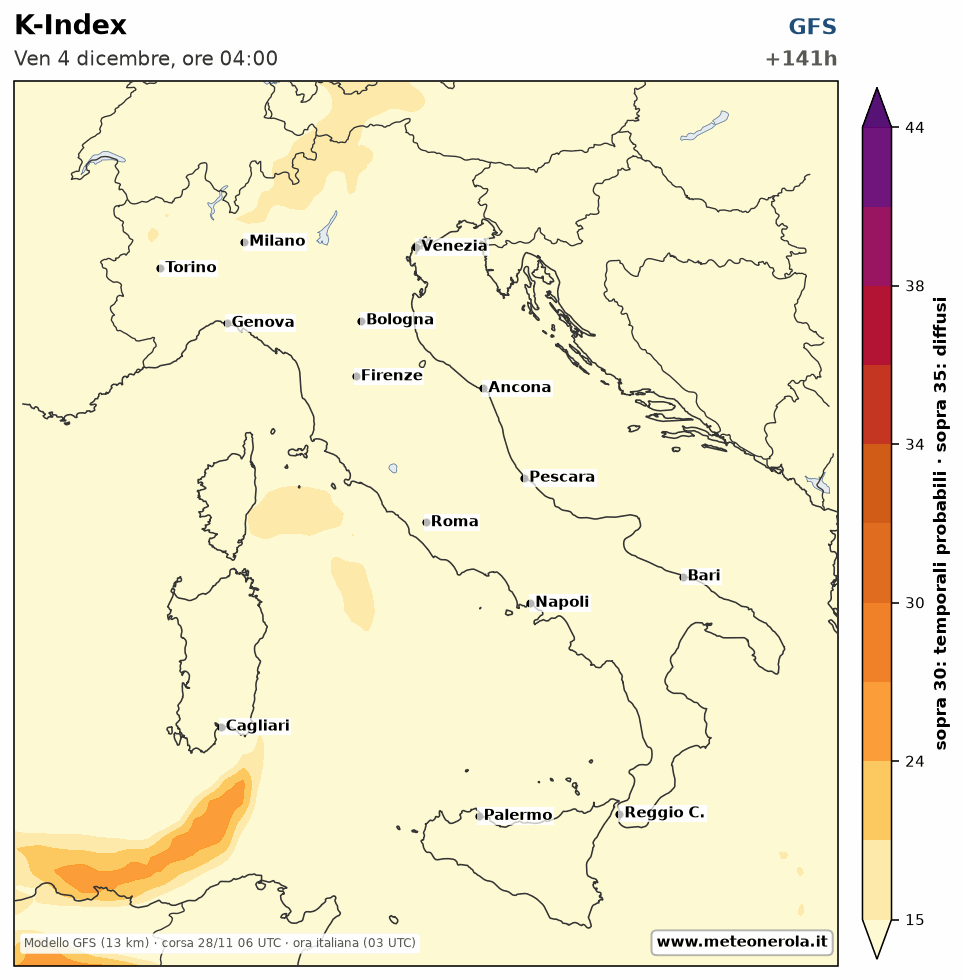 K-Index
GFS
Ven 4 dicembre, ore 04:00
+141h
44
38
34
30
24
15
sopra 30: temporali probabili · sopra 35: diffusi
Milano
Venezia
Torino
Genova
Bologna
Firenze
Ancona
Pescara
Roma
Bari
Napoli
Cagliari
Palermo
Reggio C.
Modello GFS (13 km) · corsa 28/11 06 UTC · ora italiana (03 UTC)
www.meteonerola.it